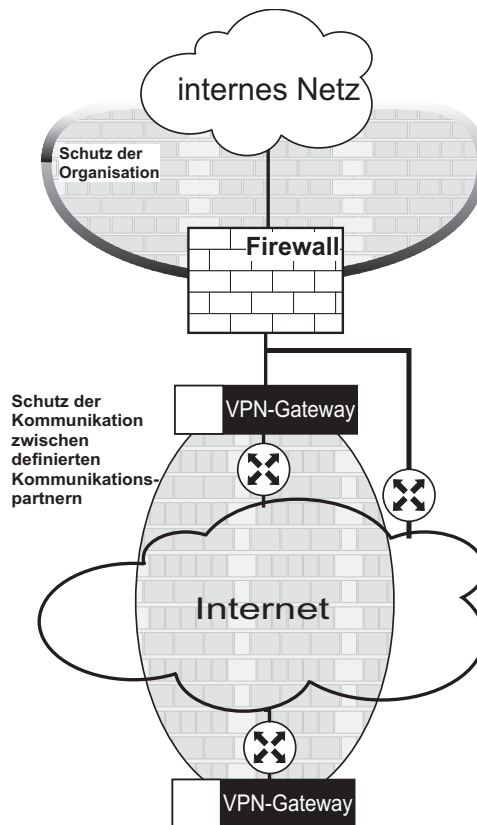 internes Netz
Schutz der
Organisation
Firewall
VPN-Gateway
Schutz der
Kommunikation
zwischen
definierten
Kommunikations-
partnern
Internet
VPN-Gateway